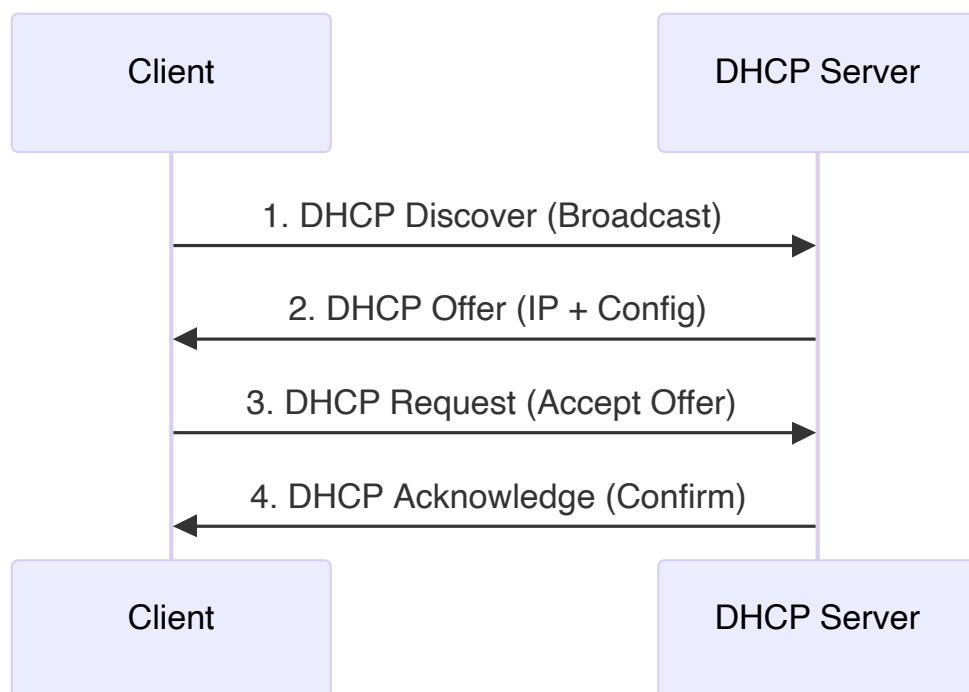 Client
DHCP Server
1. DHCP Discover (Broadcast)
2. DHCP Offer (IP + Config)
3. DHCP Request (Accept Offer)
4. DHCP Acknowledge (Confirm)
Client
DHCP Server